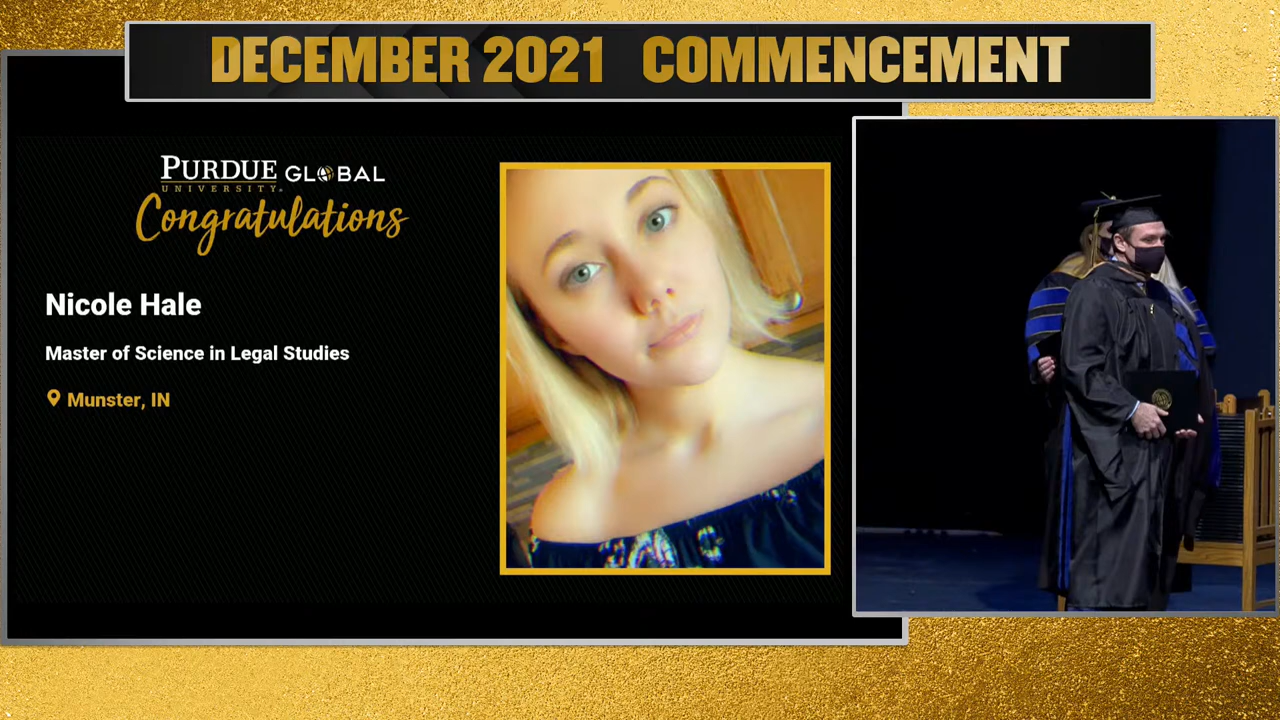 DECEMBER 2021 COMMENCEMENT
PURDUE GLOBAL
UNIVERSITY®
Congratulations
Nicole Hale
Master of Science in Legal Studies
Munster, IN